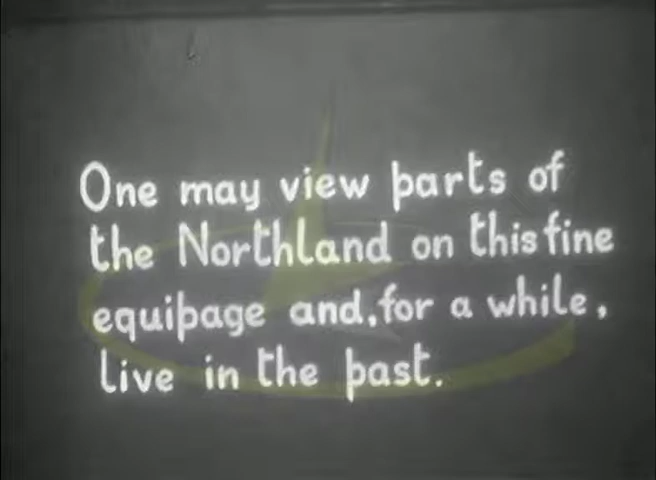 One may view parts of
the Northland on this fine
equipage and, for a while,
live in the past.